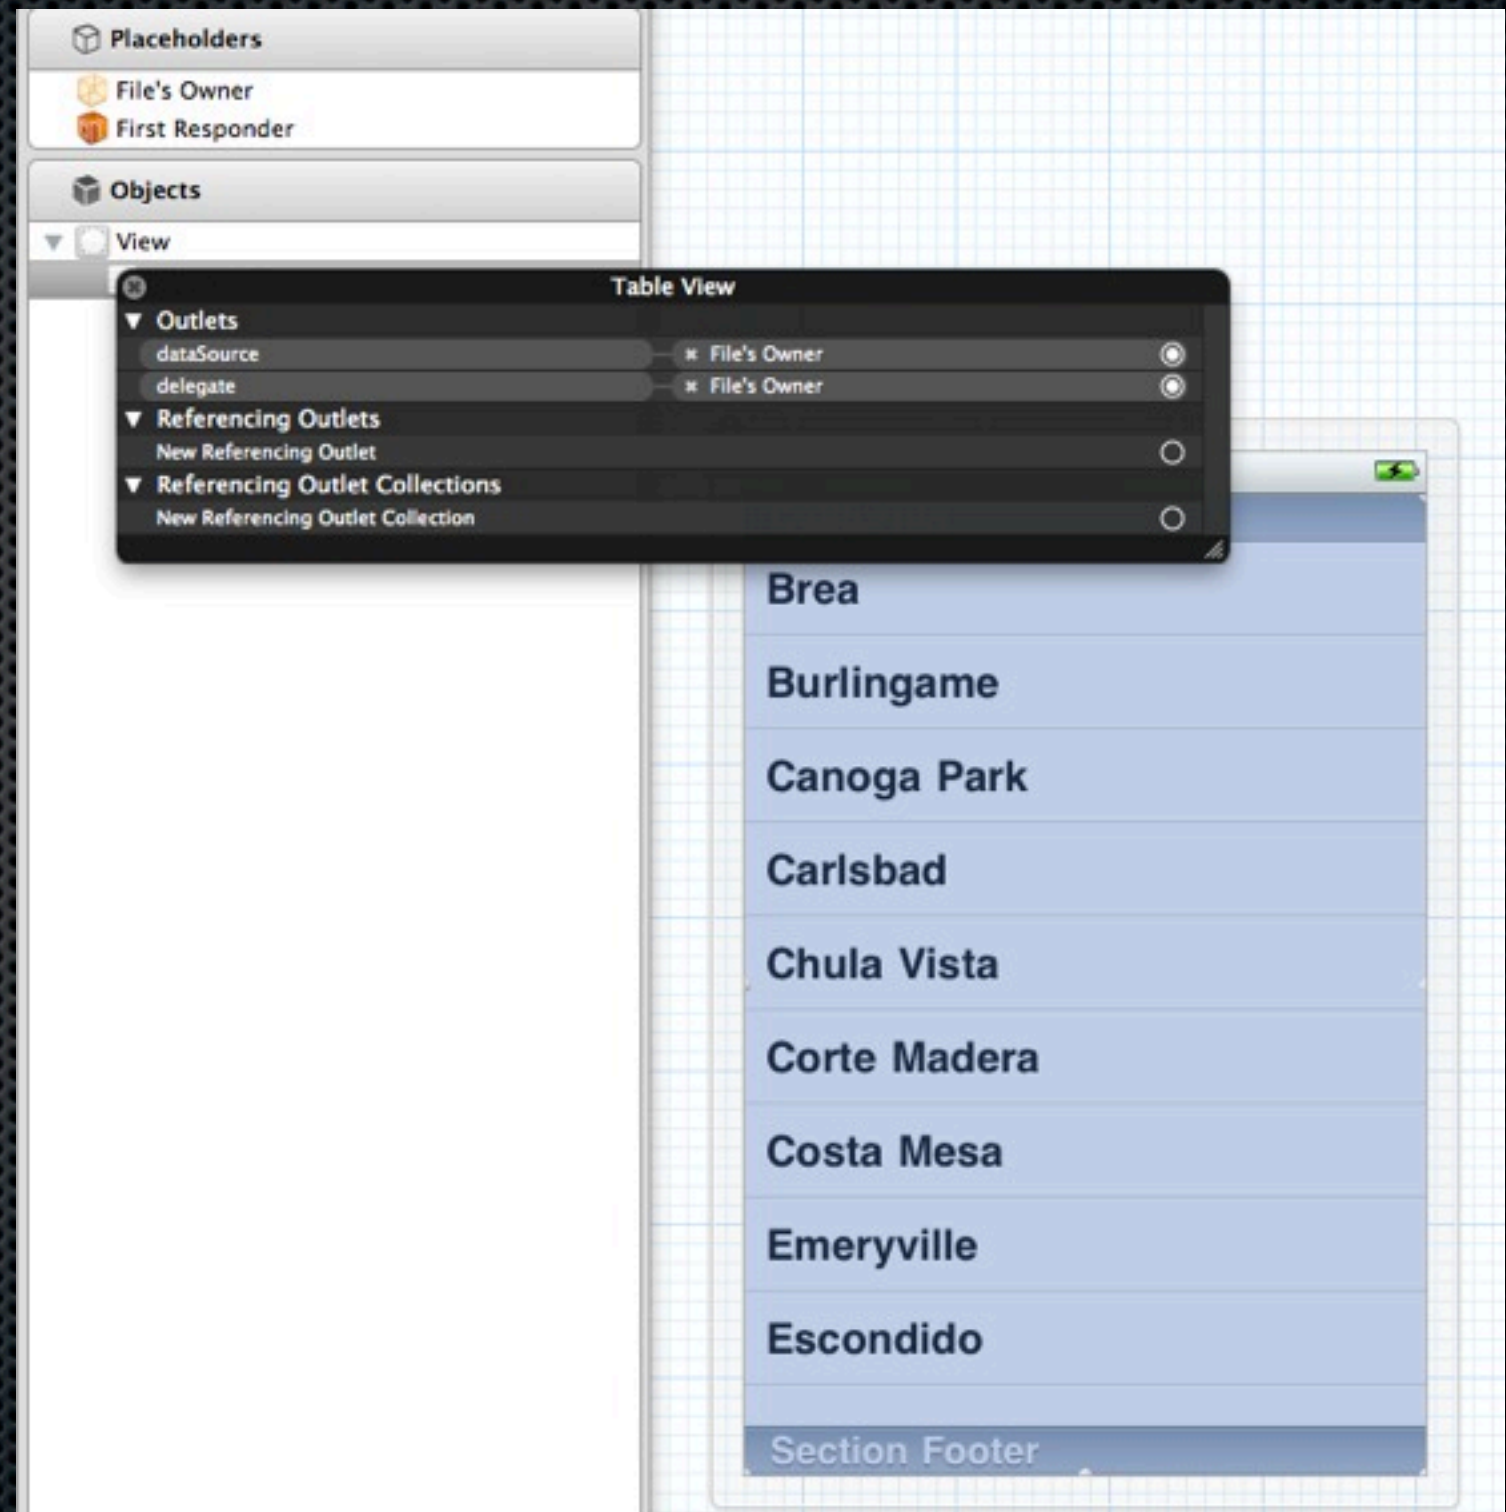 Placeholders
File's Owner
First Responder
Objects
View
Table View
Outlets
dataSource
File's Owner
delegate
File's Owner
Referencing Outlets
New Referencing Outlet
Referencing Outlet Collections
New Referencing Outlet Collection
Brea
Burlingame
Canoga Park
Carlsbad
Chula Vista
Corte Madera
Costa Mesa
Emeryville
Escondido
Section Footer